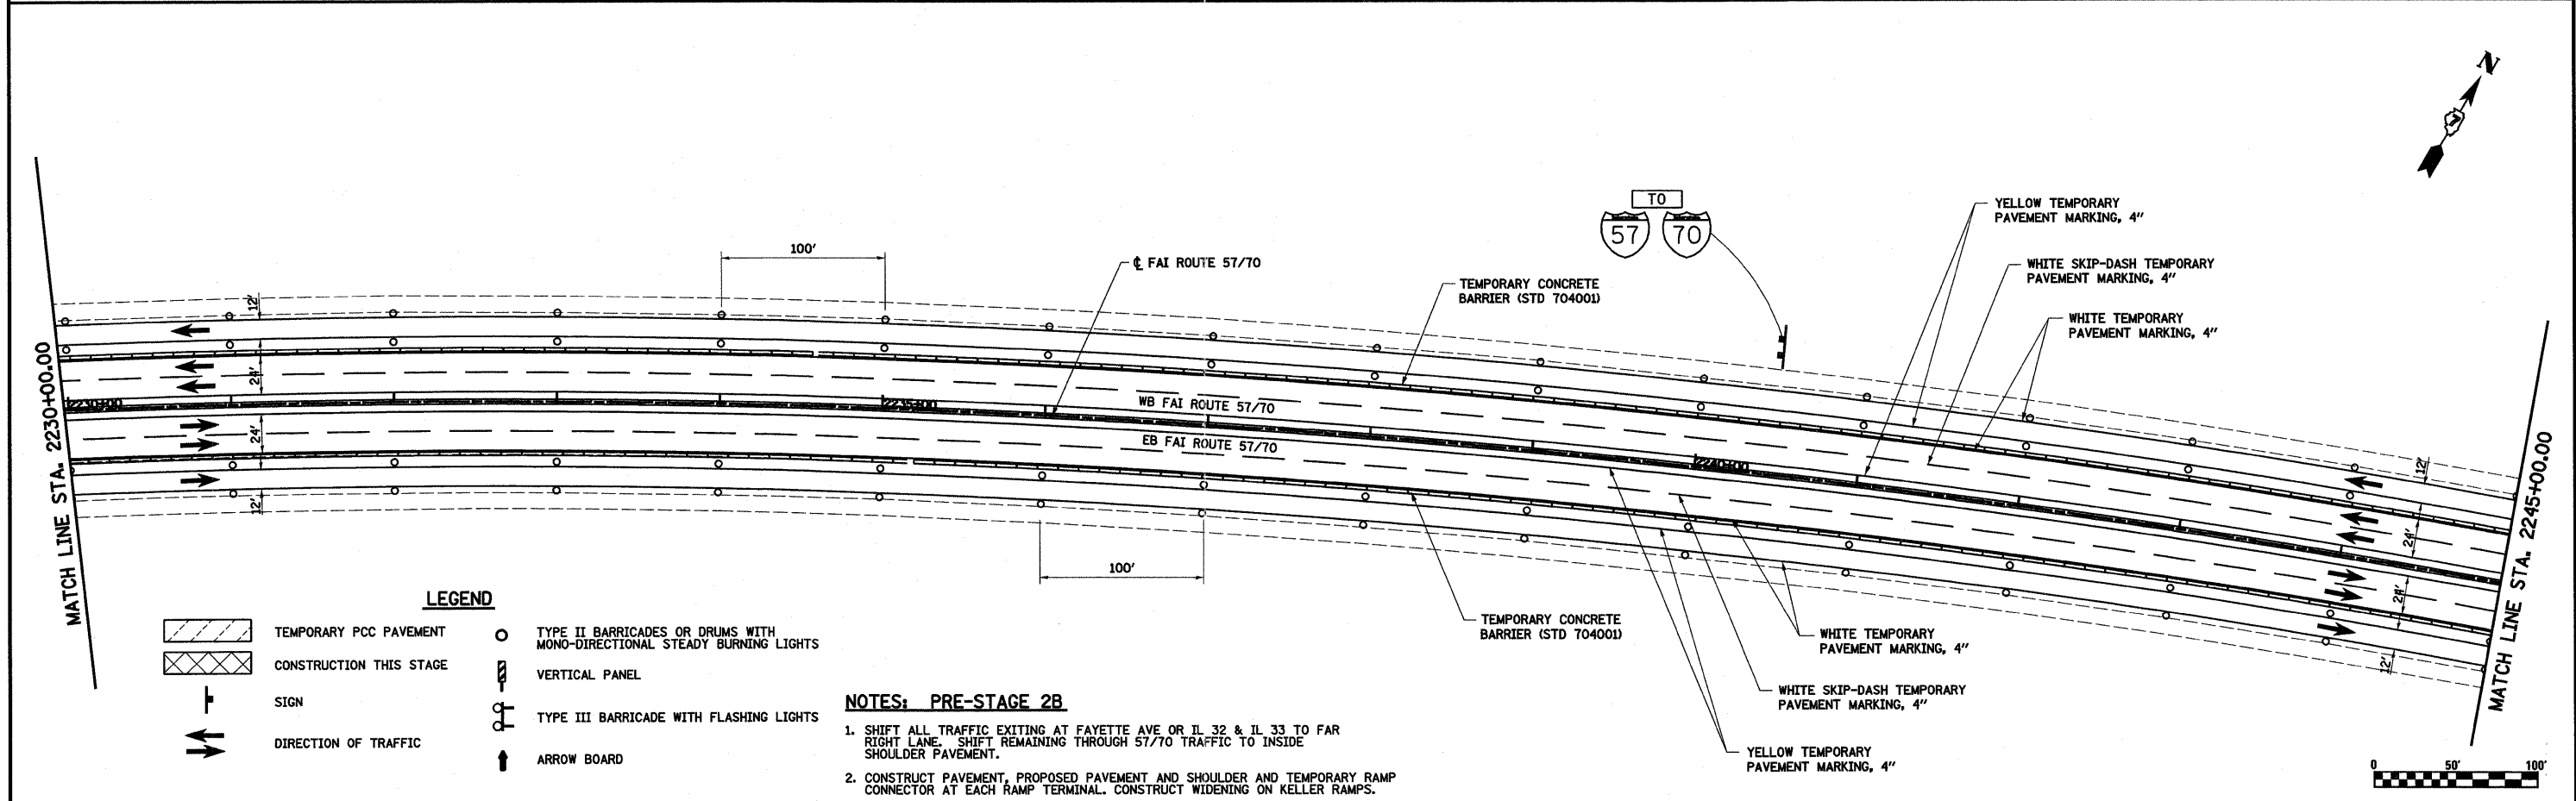 N
7
TO
57 70
YELLOW TEMPORARY
PAVEMENT MARKING, 4"
WHITE SKIP-DASH TEMPORARY
PAVEMENT MARKING, 4"
WHITE TEMPORARY
PAVEMENT MARKING, 4"
100'
℄ FAI ROUTE 57/70
TEMPORARY CONCRETE
BARRIER (STD 704001)
12'
24'
24'
12'
MATCH LINE STA. 2230+00.00
2230+00
2235+00
2240+00
WB FAI ROUTE 57/70
EB FAI ROUTE 57/70
12'
24'
24'
12'
MATCH LINE STA. 2245+00.00
100'
TEMPORARY CONCRETE
BARRIER (STD 704001)
WHITE TEMPORARY
PAVEMENT MARKING, 4"
WHITE SKIP-DASH TEMPORARY
PAVEMENT MARKING, 4"
YELLOW TEMPORARY
PAVEMENT MARKING, 4"
LEGEND
TEMPORARY PCC PAVEMENT
CONSTRUCTION THIS STAGE
SIGN
DIRECTION OF TRAFFIC
TYPE II BARRICADES OR DRUMS WITH
MONO-DIRECTIONAL STEADY BURNING LIGHTS
VERTICAL PANEL
TYPE III BARRICADE WITH FLASHING LIGHTS
ARROW BOARD
NOTES: PRE-STAGE 2B
1. SHIFT ALL TRAFFIC EXITING AT FAYETTE AVE OR IL 32 & IL 33 TO FAR
RIGHT LANE. SHIFT REMAINING THROUGH 57/70 TRAFFIC TO INSIDE
SHOULDER PAVEMENT.
2. CONSTRUCT PAVEMENT, PROPOSED PAVEMENT AND SHOULDER AND TEMPORARY RAMP
CONNECTOR AT EACH RAMP TERMINAL. CONSTRUCT WIDENING ON KELLER RAMPS.
0 50' 100'